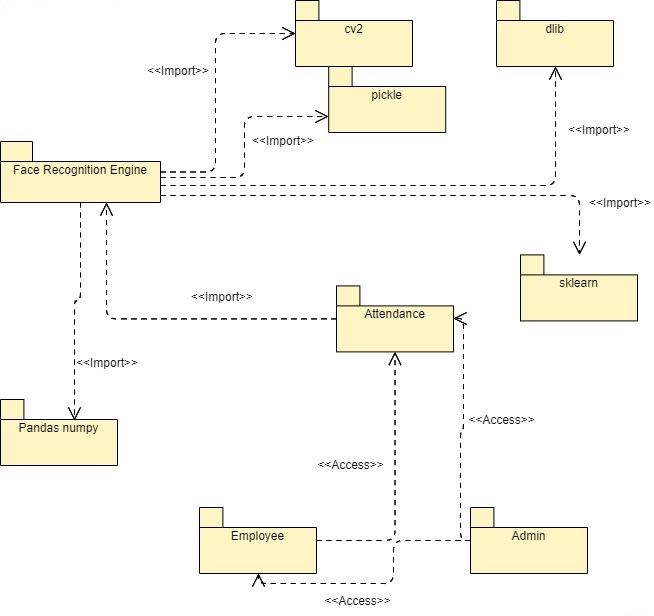 cv2
dlib
<<Import>>
pickle
<<Import>>
<<Import>>
Face Recognition Engine
<<Import>>
sklearn
<<Import>>
Attendance
<<Import>>
Pandas numpy
<<Access>>
<<Access>>
Employee
Admin
<<Access>>